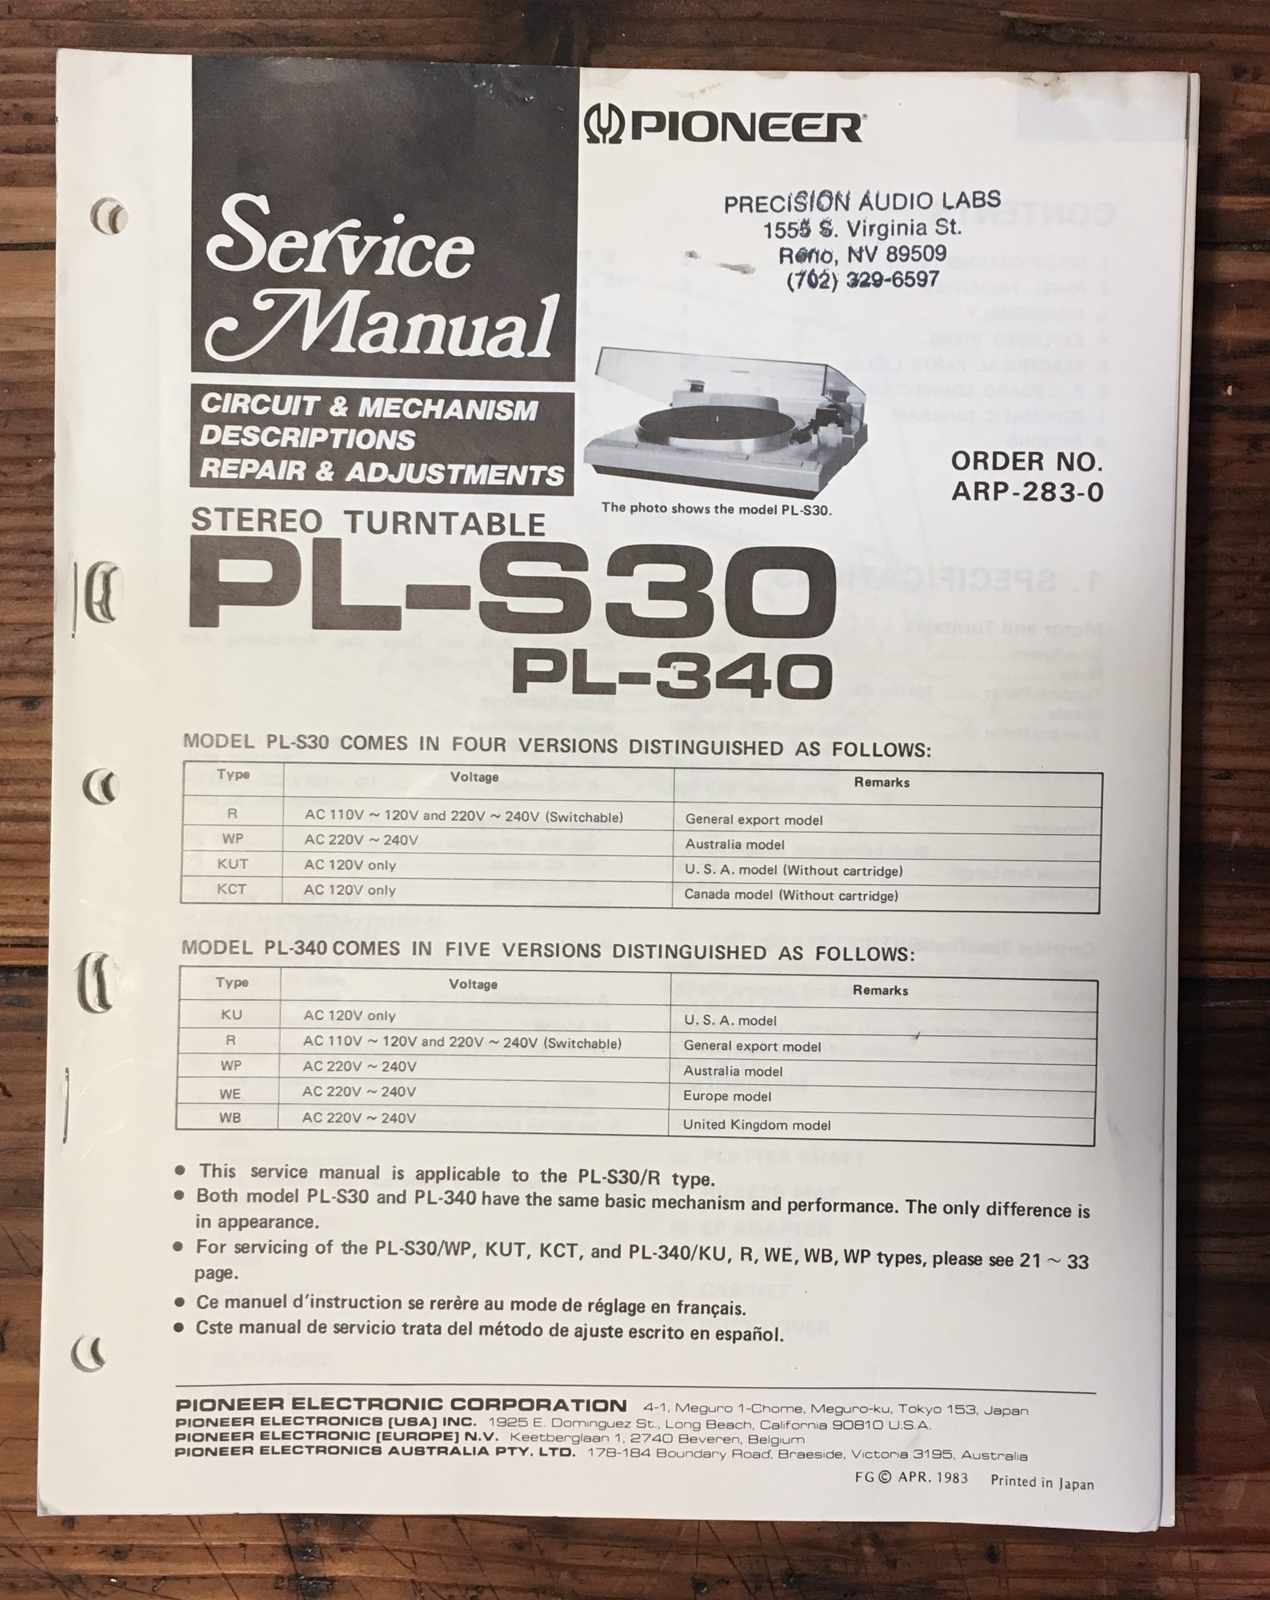 PIONEER
PRECISION AUDIO LABS
1555 S. Virginia St.
Reno, NV 89509
(702) 329-6597
Service
Manual
CIRCUIT & MECHANISM
DESCRIPTIONS
REPAIR & ADJUSTMENTS
The photo shows the model PL-S30.
ORDER NO.
ARP-283-0
STEREO TURNTABLE
PL-S30
PL-340
MODEL PL-S30 COMES IN FOUR VERSIONS DISTINGUISHED AS FOLLOWS:
Type Voltage Remarks
R AC 110V ~ 120V and 220V ~ 240V (Switchable) General export model
WP AC 220V ~ 240V Australia model
KUT AC 120V only U. S. A. model (Without cartridge)
KCT AC 120V only Canada model (Without cartridge)
MODEL PL-340 COMES IN FIVE VERSIONS DISTINGUISHED AS FOLLOWS:
Type Voltage Remarks
KU AC 120V only U. S. A. model
R AC 110V ~ 120V and 220V ~ 240V (Switchable) General export model
WP AC 220V ~ 240V Australia model
WE AC 220V ~ 240V Europe model
WB AC 220V ~ 240V United Kingdom model
● This service manual is applicable to the PL-S30/R type.
● Both model PL-S30 and PL-340 have the same basic mechanism and performance. The only difference is
in appearance.
● For servicing of the PL-S30/WP, KUT, KCT, and PL-340/KU, R, WE, WB, WP types, please see 21 ~ 33
page.
● Ce manuel d'instruction se rerère au mode de réglage en français.
● Cste manual de servicio trata del método de ajuste escrito en español.
PIONEER ELECTRONIC CORPORATION 4-1, Meguro 1-Chome, Meguro-ku, Tokyo 153, Japan
PIONEER ELECTRONICS (USA) INC. 1925 E. Dominguez St., Long Beach, California 90810 U.S.A.
PIONEER ELECTRONIC (EUROPE) N.V. Keetberglaan 1, 2740 Beveren, Belgium
PIONEER ELECTRONICS AUSTRALIA PTY. LTD. 178-184 Boundary Road, Braeside, Victoria 3195, Australia
FG © APR. 1983 Printed in Japan